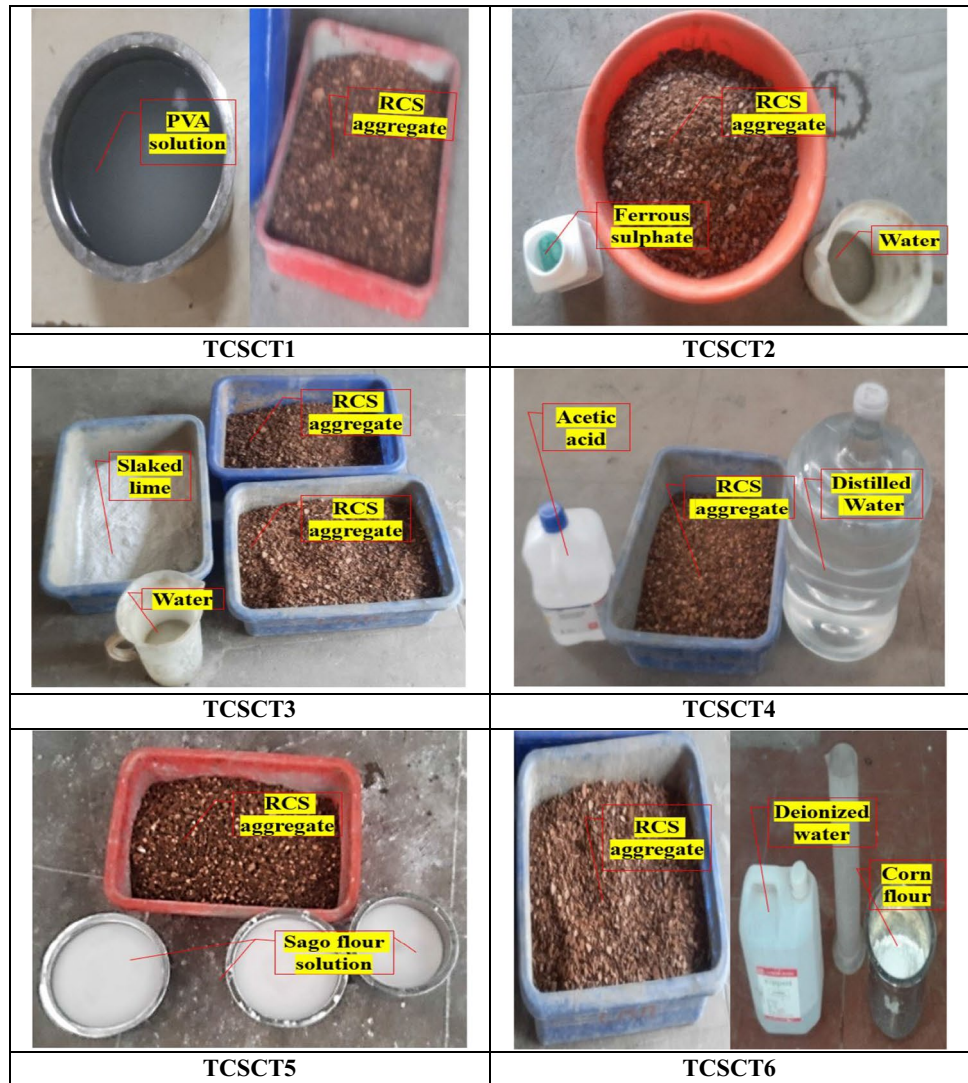 PVA
solution
RCS
aggregate
RCS
aggregate
Ferrous
sulphate
Water
TCSCT1
TCSCT2
RCS
aggregate
Slaked
lime
RCS
aggregate
Water
Acetic
acid
RCS
aggregate
Distilled
Water
TCSCT3
TCSCT4
RCS
aggregate
Sago flour
solution
RCS
aggregate
Deionized
water
Corn
flour
TCSCT5
TCSCT6